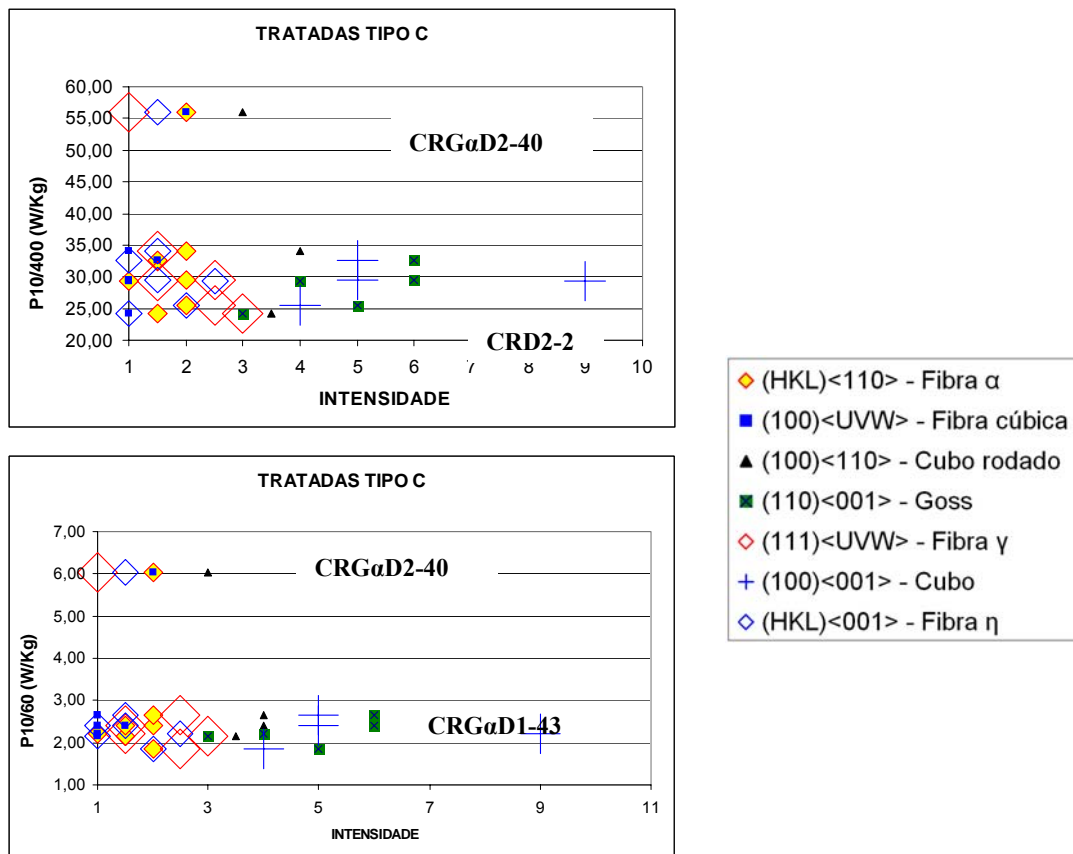 TRATADAS TIPO C
60,00
55,00
50,00
45,00
40,00
35,00
30,00
25,00
20,00
P10/400 (W/Kg)
CRGαD2-40
CRD2-2
1 2 3 4 5 6 7 8 9 10
INTENSIDADE
TRATADAS TIPO C
7,00
6,00
5,00
4,00
3,00
2,00
1,00
P10/60 (W/Kg)
CRGαD2-40
CRGαD1-43
1 3 5 7 9 11
INTENSIDADE
(HKL)<110> - Fibra α
(100)<UVW> - Fibra cúbica
(100)<110> - Cubo rodado
(110)<001> - Goss
(111)<UVW> - Fibra γ
(100)<001> - Cubo
(HKL)<001> - Fibra η